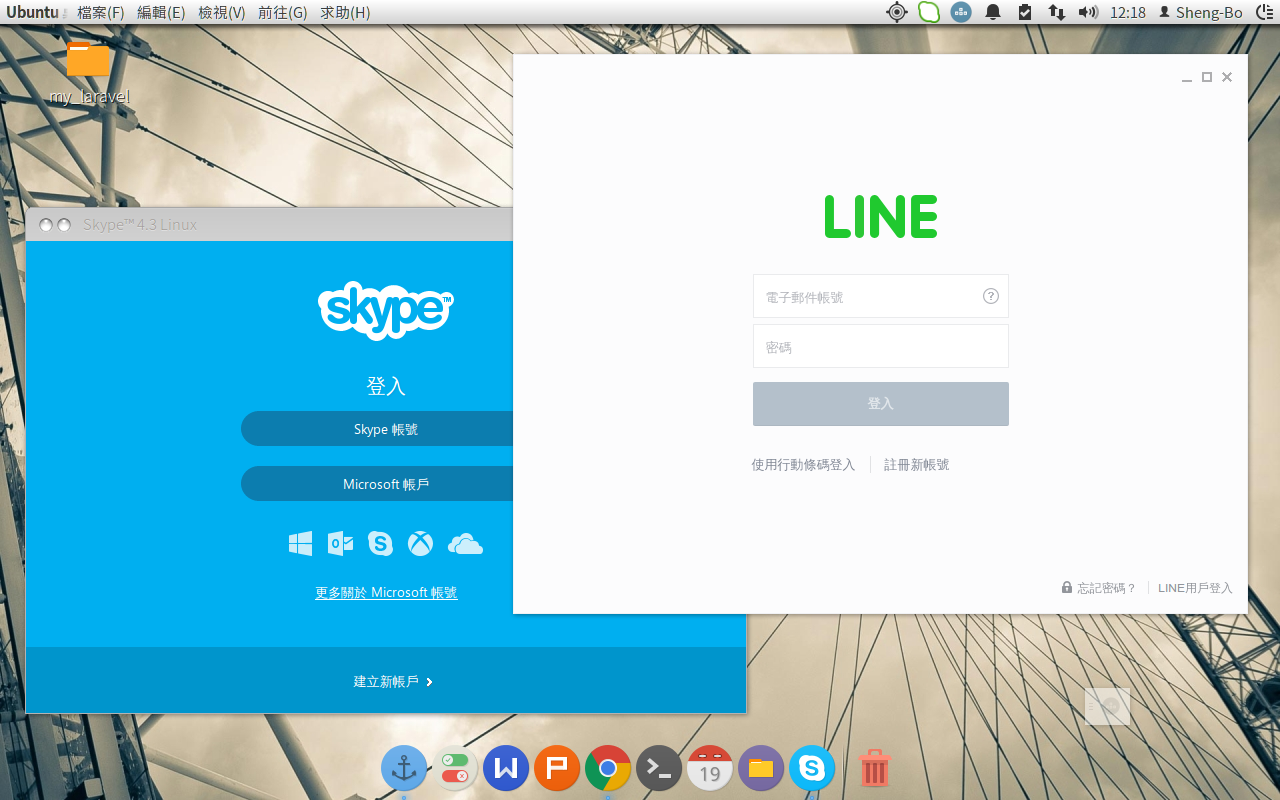 Ubuntu 檔案(F) 編輯(E) 檢視(V) 前往(G) 求助(H) 12:18 Sheng-Bo
my_laravel
Skype™ 4.3 Linux
skype™
登入
Skype 帳號
Microsoft 帳戶
更多關於 Microsoft 帳號
建立新帳戶
LINE
電子郵件帳號
密碼
登入
使用行動條碼登入 註冊新帳號
忘記密碼？ LINE用戶登入
19